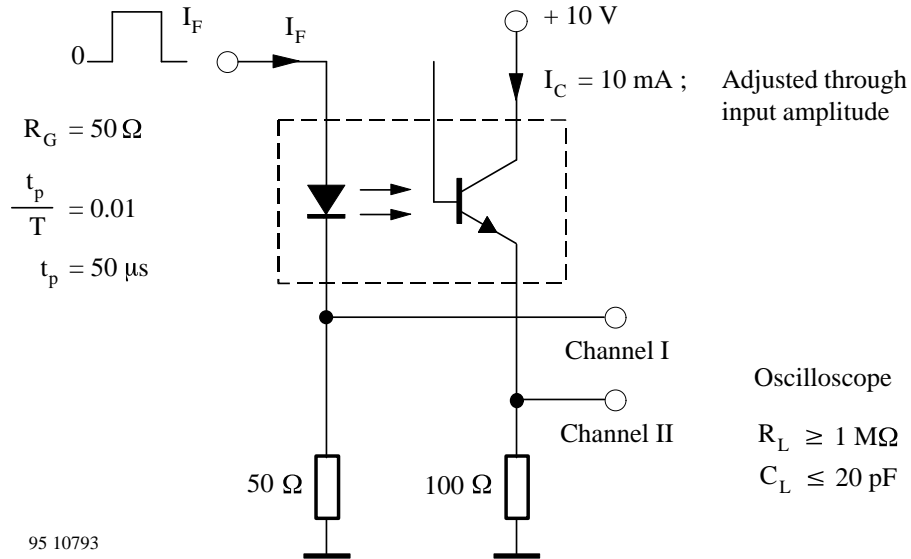 0
I_F
I_F
+ 10 V
I_C = 10 mA ;
Adjusted through
input amplitude
R_G = 50 Ω
t_p
T
= 0.01
t_p = 50 μs
Channel I
Channel II
50 Ω
100 Ω
Oscilloscope
R_L ≥ 1 MΩ
C_L ≤ 20 pF
95 10793